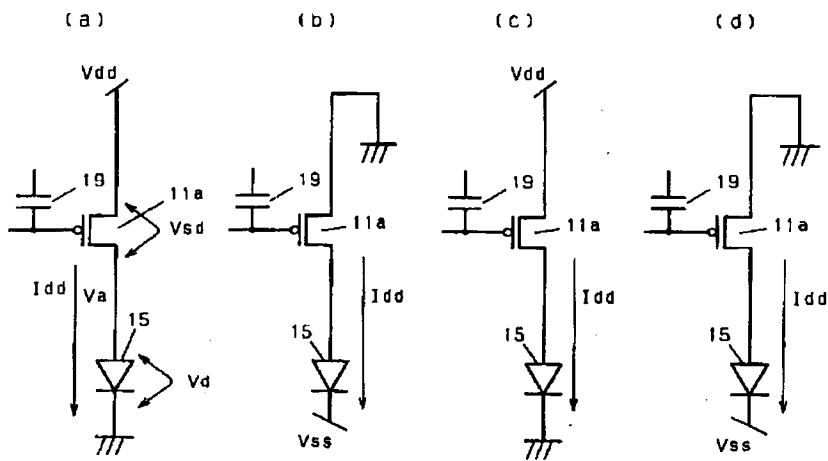 (a) (b) (c) (d)
Vdd Vdd
19 11a Vsd 19 11a 19 11a 19 11a
Idd Va Idd Idd Idd
15 15 15 15
Vd
Vss Vss